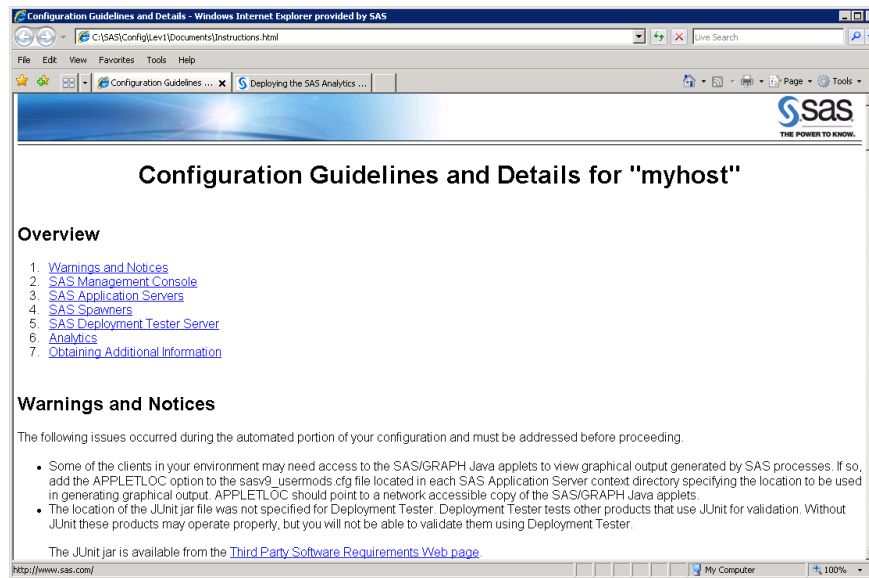 Configuration Guidelines and Details - Windows Internet Explorer provided by SAS
C:\SAS\Config\Lev1\Documents\Instructions.html
Live Search
File Edit View Favorites Tools Help
Configuration Guidelines ... Deploying the SAS Analytics ... Page Tools
sas
THE POWER TO KNOW.
Configuration Guidelines and Details for "myhost"
Overview
1. Warnings and Notices
2. SAS Management Console
3. SAS Application Servers
4. SAS Spawners
5. SAS Deployment Tester Server
6. Analytics
7. Obtaining Additional Information
Warnings and Notices
The following issues occurred during the automated portion of your configuration and must be addressed before proceeding.
• Some of the clients in your environment may need access to the SAS/GRAPH Java applets to view graphical output generated by SAS processes. If so,
add the APPLETLOC option to the sasv9_usermods.cfg file located in each SAS Application Server context directory specifying the location to be used
in generating graphical output. APPLETLOC should point to a network accessible copy of the SAS/GRAPH Java applets.
• The location of the JUnit jar file was not specified for Deployment Tester. Deployment Tester tests other products that use JUnit for validation. Without
JUnit these products may operate properly, but you will not be able to validate them using Deployment Tester.
The JUnit jar is available from the Third Party Software Requirements Web page.
http://www.sas.com/ My Computer 100%